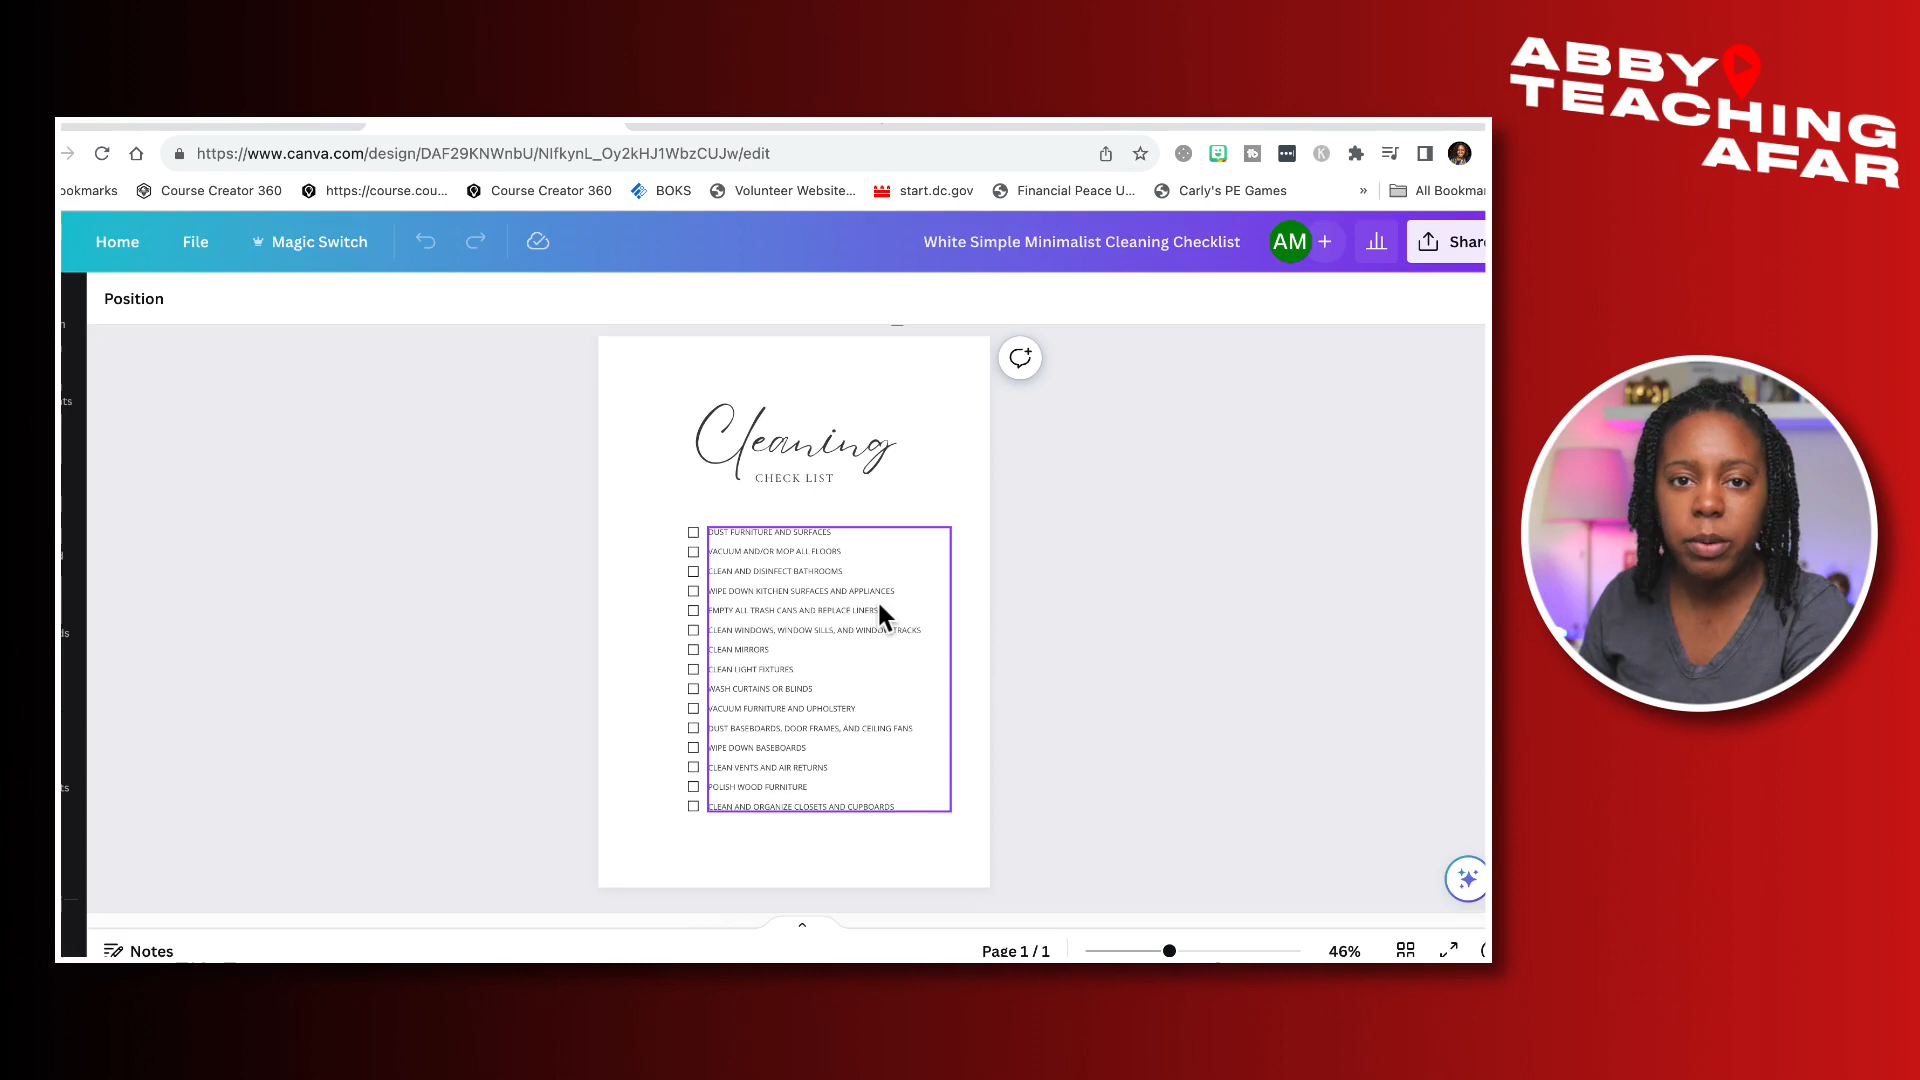 ABBY
TEACHING
AFAR
https://www.canva.com/design/DAF29KNWnbU/NIfkynL_Oy2kHJ1WbzCUJw/edit
ookmarks
Course Creator 360
https://course.cou...
Course Creator 360
BOKS
Volunteer Website...
start.dc.gov
Financial Peace U...
Carly's PE Games
»
All Bookmar
Home
File
Magic Switch
White Simple Minimalist Cleaning Checklist
AM
+
Share
Position
Cleaning
CHECK LIST
DUST FURNITURE AND SURFACES
VACUUM AND/OR MOP ALL FLOORS
CLEAN AND DISINFECT BATHROOMS
WIPE DOWN KITCHEN SURFACES AND APPLIANCES
EMPTY ALL TRASH CANS AND REPLACE LINERS
CLEAN WINDOWS, WINDOW SILLS, AND WINDOW TRACKS
CLEAN MIRRORS
CLEAN LIGHT FIXTURES
WASH CURTAINS OR BLINDS
VACUUM FURNITURE AND UPHOLSTERY
DUST BASEBOARDS, DOOR FRAMES, AND CEILING FANS
WIPE DOWN BASEBOARDS
CLEAN VENTS AND AIR RETURNS
POLISH WOOD FURNITURE
CLEAN AND ORGANIZE CLOSETS AND CUPBOARDS
Notes
Page 1 / 1
46%